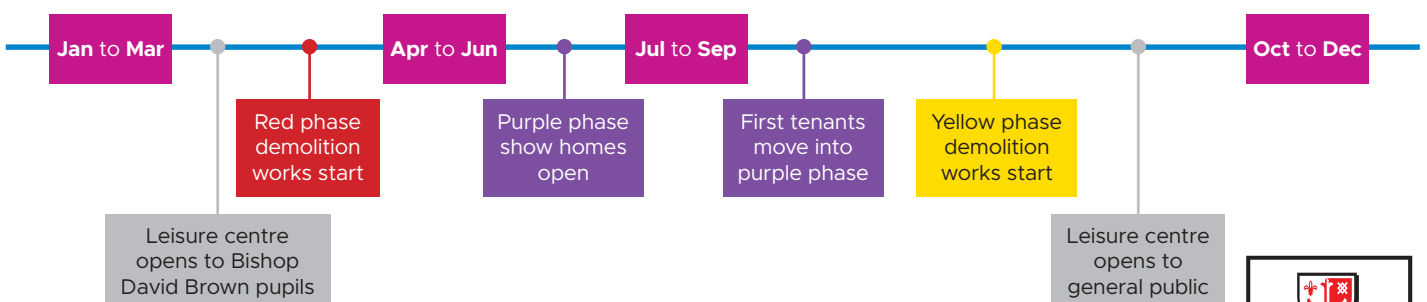 Jan to Mar
Apr to Jun
Jul to Sep
Oct to Dec
Red phase
demolition
works start
Purple phase
show homes
open
First tenants
move into
purple phase
Yellow phase
demolition
works start
Leisure centre
opens to Bishop
David Brown pupils
Leisure centre
opens to
general public